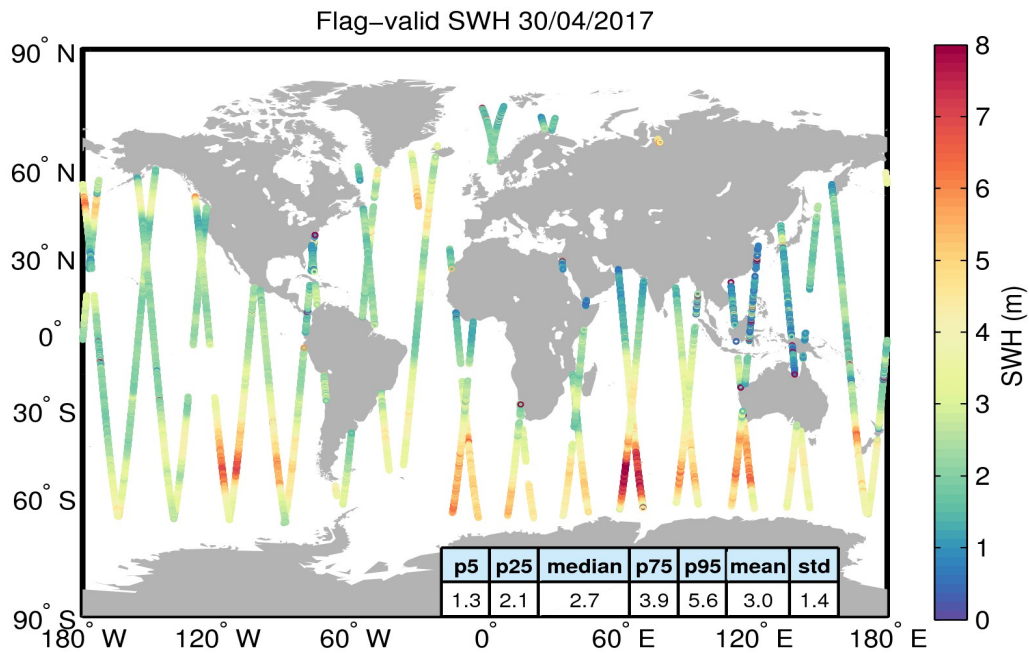 Flag−valid SWH 30/04/2017
90° N
60° N
30° N
0°
30° S
60° S
90° S
180° W
120° W
60° W
0°
60° E
120° E
180° E
p5 p25 median p75 p95 mean std
1.3 2.1 2.7 3.9 5.6 3.0 1.4
8
7
6
5
4
3
2
1
0
SWH (m)